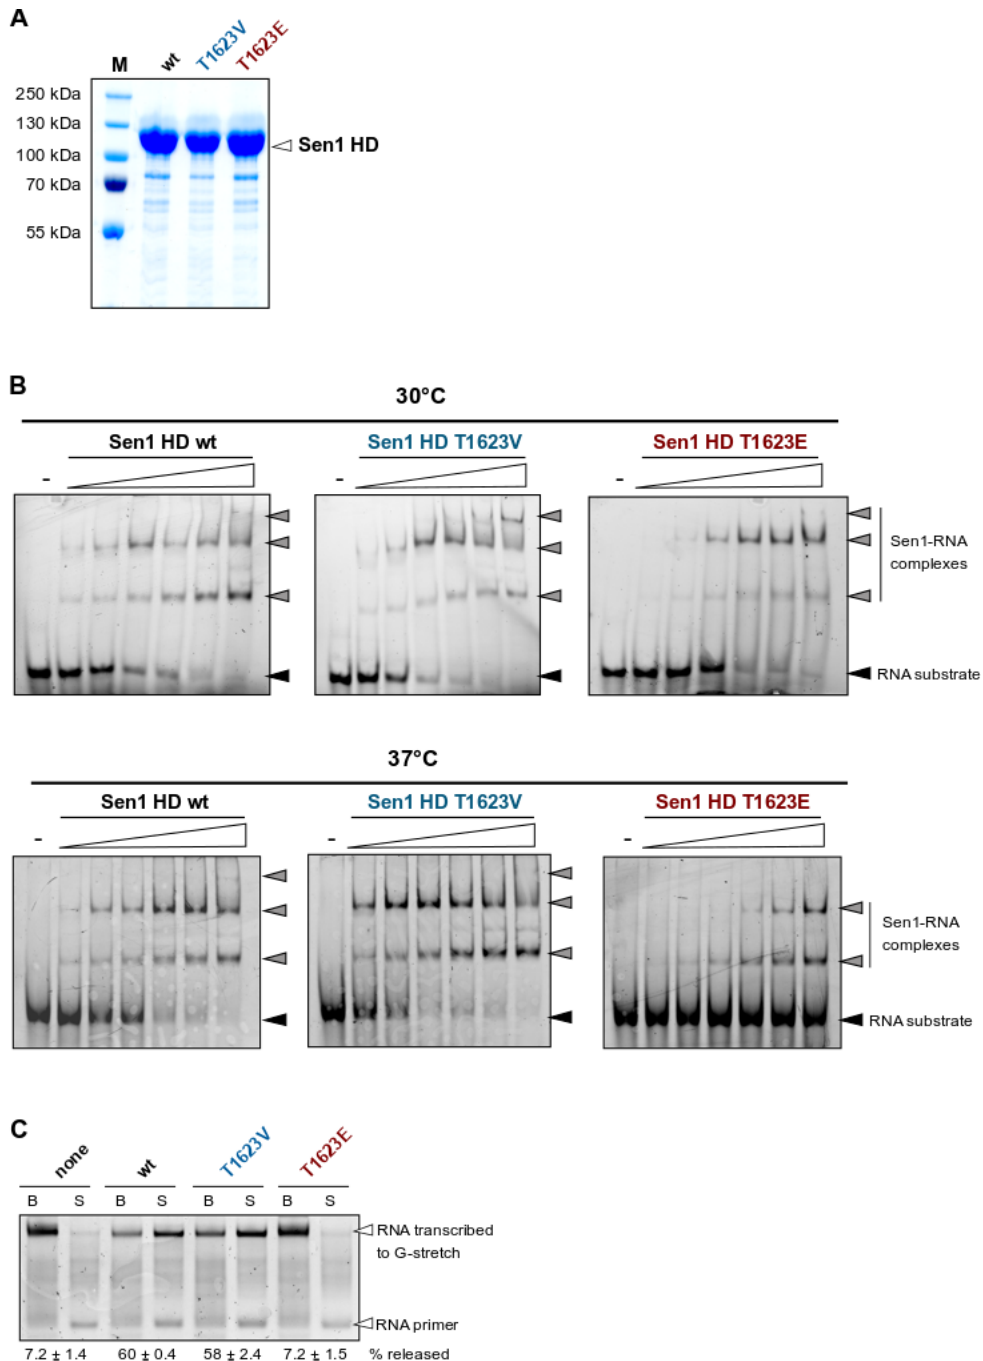 A
M wt T1623V T1623E
250 kDa
130 kDa
100 kDa
70 kDa
55 kDa
Sen1 HD
B
30°C
Sen1 HD wt
Sen1 HD T1623V
Sen1 HD T1623E
- - -
Sen1-RNA
complexes
RNA substrate
37°C
Sen1 HD wt
Sen1 HD T1623V
Sen1 HD T1623E
- - -
Sen1-RNA
complexes
RNA substrate
C
none wt T1623V T1623E
B S B S B S B S
RNA transcribed
to G-stretch
RNA primer
7.2 ± 1.4 60 ± 0.4 58 ± 2.4 7.2 ± 1.5 % released